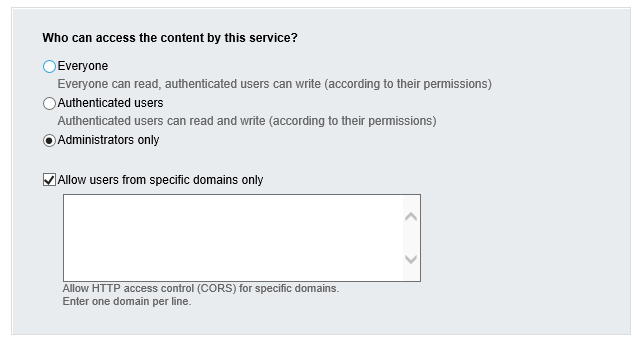 Who can access the content by this service?
Everyone
Everyone can read, authenticated users can write (according to their permissions)
Authenticated users
Authenticated users can read and write (according to their permissions)
Administrators only
Allow users from specific domains only
Allow HTTP access control (CORS) for specific domains.
Enter one domain per line.